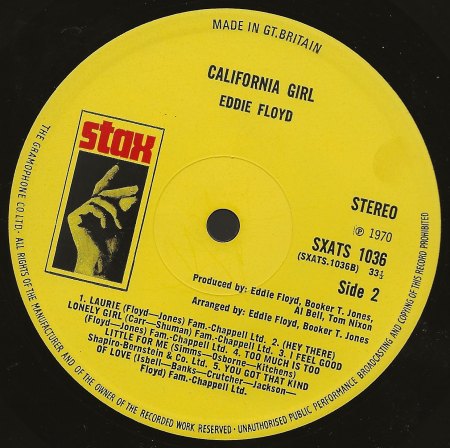 MADE IN GT. BRITAIN
CALIFORNIA GIRL
EDDIE FLOYD
stax
STEREO
℗ 1970
SXATS 1036
(SXATS.1036B) 33⅓
Side 2
Produced by: Eddie Floyd, Booker T. Jones,
Al Bell, Tom Nixon
Arranged by: Eddie Floyd, Booker T. Jones
1. LAURIE (Floyd—Jones) Fam.-Chappell Ltd. 2. (HEY THERE)
LONELY GIRL (Carr—Shuman) Fam.-Chappell Ltd. 3. I FEEL GOOD
(Floyd—Jones) Fam.-Chappell Ltd. 4. TOO MUCH IS TOO
LITTLE FOR ME (Simms—Osborne—Kitchens)
Shapiro-Bernstein & Co. Ltd. 5. YOU GOT THAT KIND
OF LOVE (Isbell—Banks—Crutcher—Jackson—
Floyd) Fam.-Chappell Ltd.
THE GRAMOPHONE CO. LTD. · ALL RIGHTS OF THE MANUFACTURER AND OF THE OWNER OF THE RECORDED WORK RESERVED · UNAUTHORISED PUBLIC PERFORMANCE BROADCASTING AND COPYING OF THIS RECORD PROHIBITED